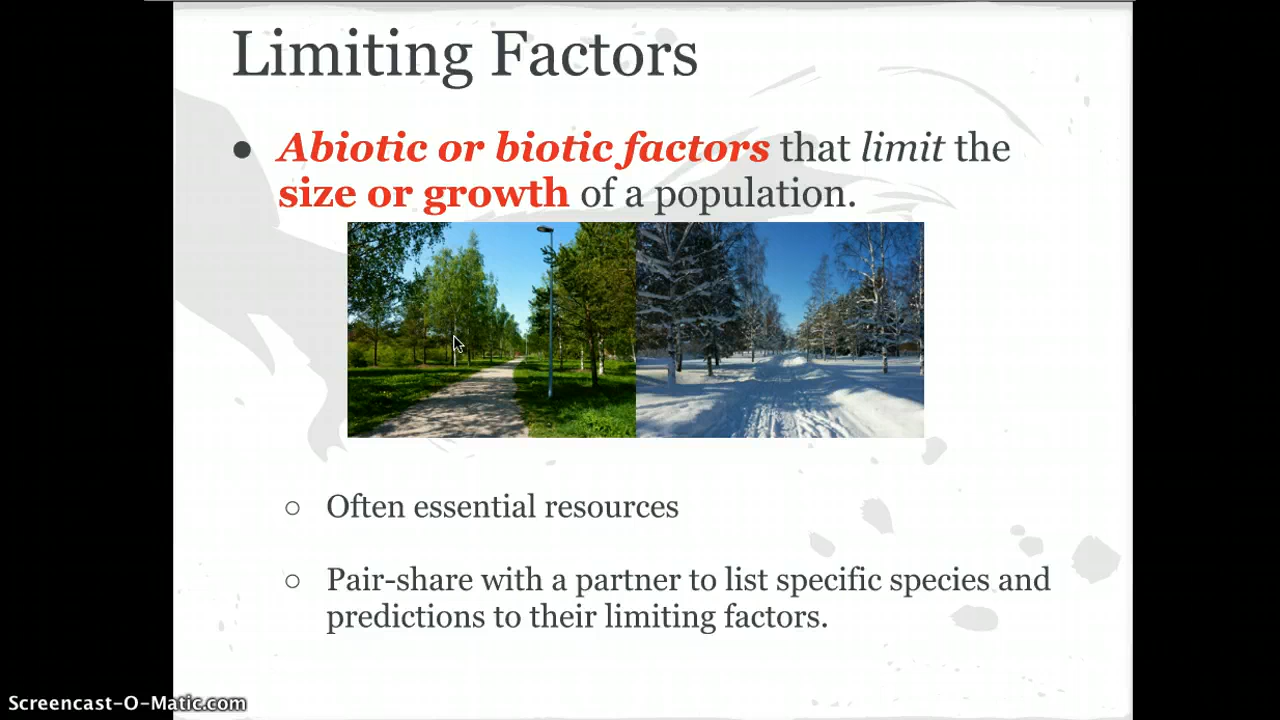 Limiting Factors
● Abiotic or biotic factors that limit the
size or growth of a population.
○ Often essential resources
○ Pair-share with a partner to list specific species and
predictions to their limiting factors.
Screencast-O-Matic.com